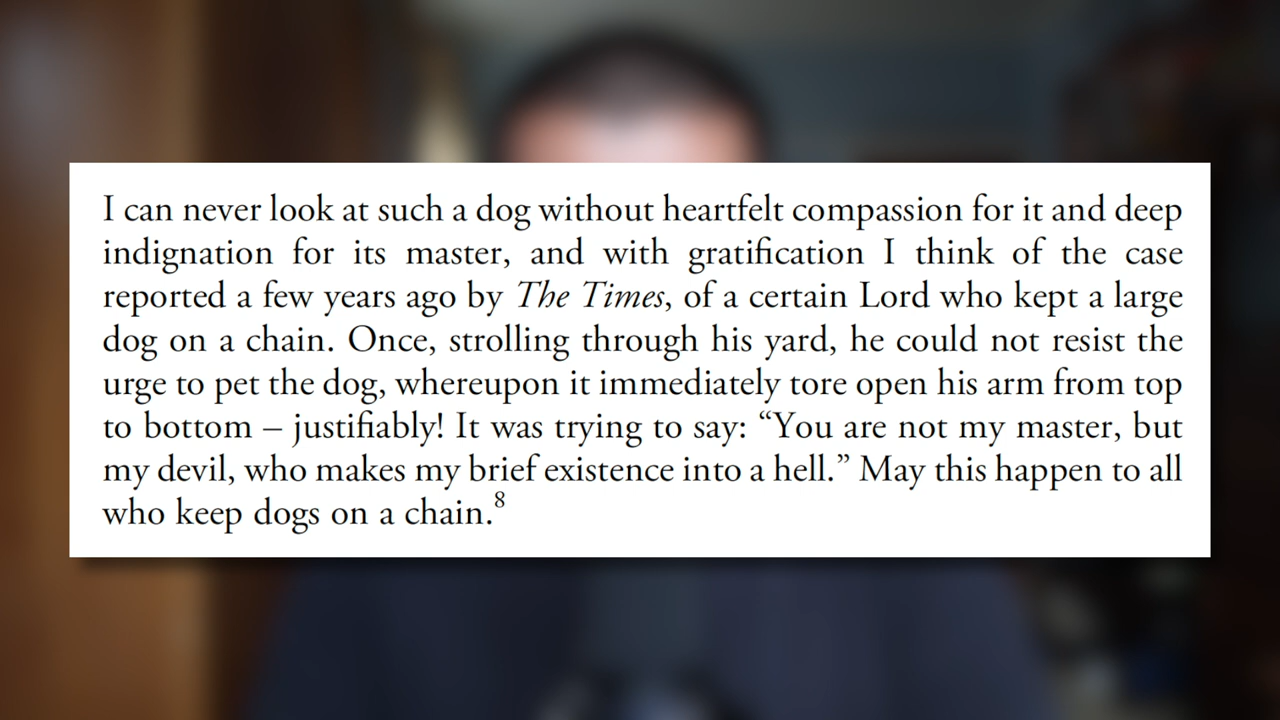 I can never look at such a dog without heartfelt compassion for it and deep
indignation for its master, and with gratification I think of the case
reported a few years ago by The Times, of a certain Lord who kept a large
dog on a chain. Once, strolling through his yard, he could not resist the
urge to pet the dog, whereupon it immediately tore open his arm from top
to bottom – justifiably! It was trying to say: “You are not my master, but
my devil, who makes my brief existence into a hell.” May this happen to all
who keep dogs on a chain.8